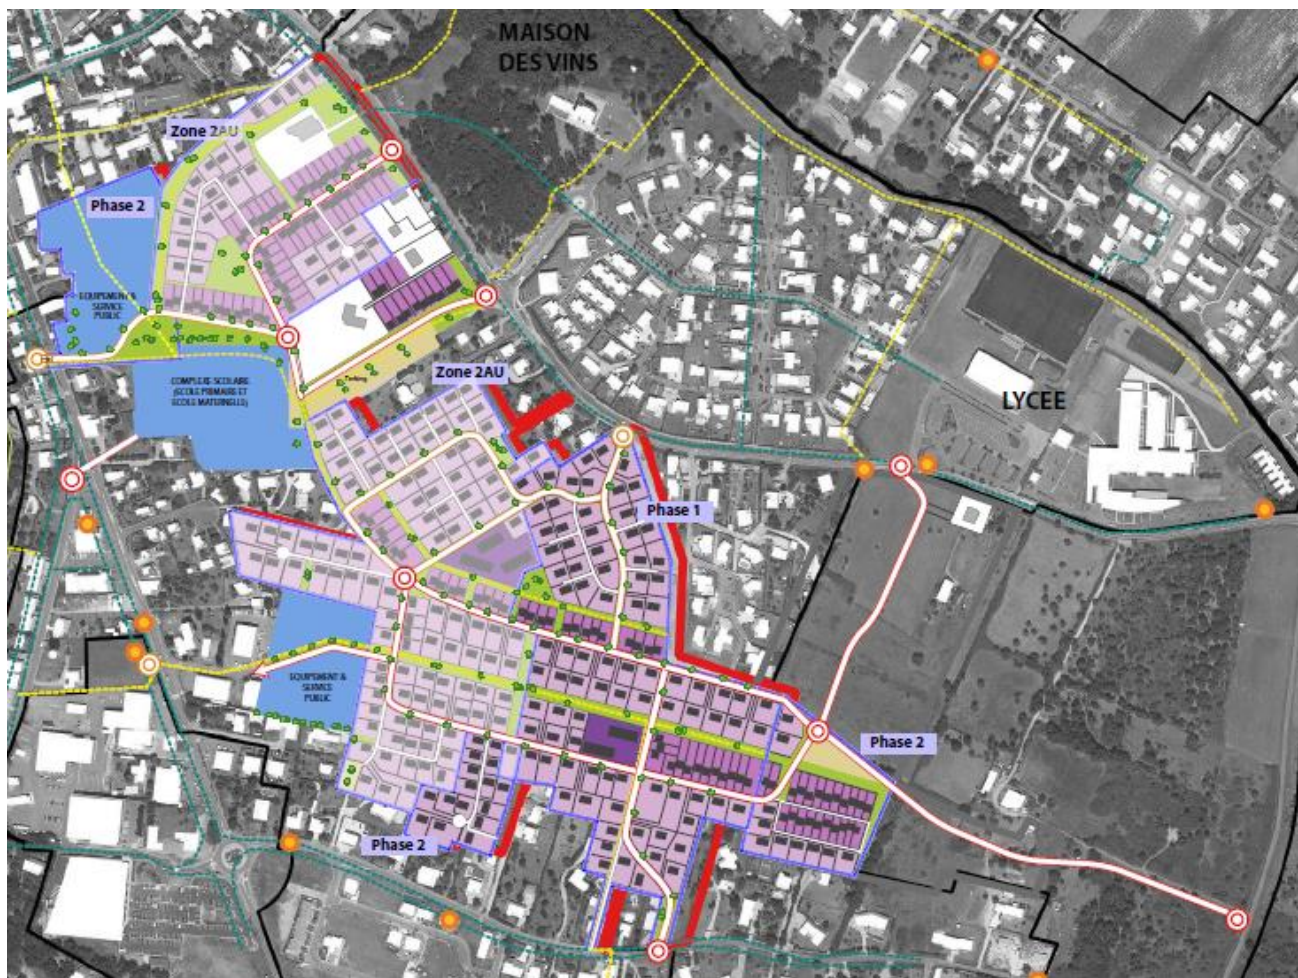 MAISON
DES VINS
Zone 2AU
Phase 2
EQUIPEMENT &
SERVICE
PUBLIC
COMPLEXE SCOLAIRE
(ECOLE PRIMAIRE ET
ECOLE MATERNELLE)
Parking
Zone 2AU
LYCEE
Phase 1
EQUIPEMENT &
SERVICE
PUBLIC
Phase 2
Phase 2